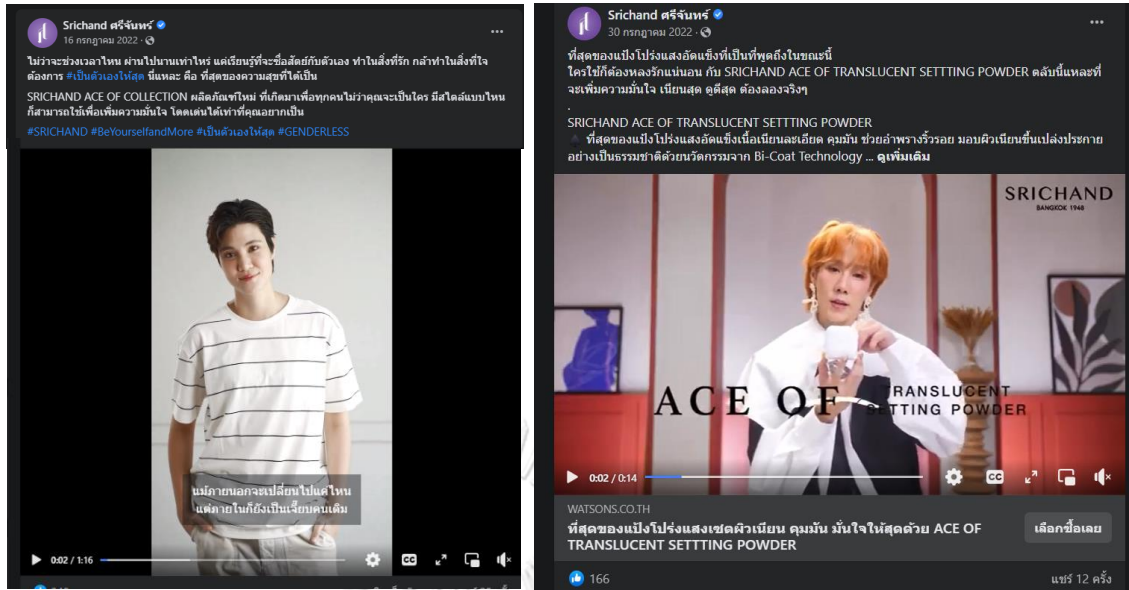 Srichand ศรีจันทร์
16 กรกฎาคม 2022
ไม่ว่าจะช่วงเวลาไหน ผ่านไปนานเท่าไหร่ แค่เรียนรู้ที่จะซื่อสัตย์กับตัวเอง ทำในสิ่งที่รัก กล้าทำในสิ่งที่ใจ
ต้องการ #เป็นตัวเองให้สุด นี่แหละ คือ ที่สุดของความสุขที่ได้เป็น
SRICHAND ACE OF COLLECTION ผลิตภัณฑ์ใหม่ ที่เกิดมาเพื่อทุกคนไม่ว่าคุณจะเป็นใคร มีสไตล์แบบไหน
ก็สามารถใช้เพื่อเพิ่มความมั่นใจ โดดเด่นได้เท่าที่คุณอยากเป็น
#SRICHAND #BeYourselfandMore #เป็นตัวเองให้สุด #GENDERLESS
แม้ภายนอกจะเปลี่ยนไปแค่ไหน
แต่ภายในก็ยังเป็นเจี๊ยบคนเดิม
0:02 / 1:16
CC
Srichand ศรีจันทร์
30 กรกฎาคม 2022
ที่สุดของแป้งโปร่งแสงอัดแข็งที่เป็นที่พูดถึงในขณะนี้
ใครใช้ก็ต้องหลงรักแน่นอน กับ SRICHAND ACE OF TRANSLUCENT SETTTING POWDER ตลับนี้แหละที่
จะเพิ่มความมั่นใจ เนียนสุด ดูดีสุด ต้องลองจริงๆ
.
SRICHAND ACE OF TRANSLUCENT SETTTING POWDER
ที่สุดของแป้งโปร่งแสงอัดแข็งเนื้อเนียนละเอียด คุมมัน ช่วยอำพรางริ้วรอย มอบผิวเนียนขึ้นเปล่งประกาย
อย่างเป็นธรรมชาติด้วยนวัตกรรมจาก Bi-Coat Technology ... ดูเพิ่มเติม
SRICHAND
BANGKOK 1948
ACE OF TRANSLUCENT
SETTING POWDER
0:02 / 0:14
CC
WATSONS.CO.TH
ที่สุดของแป้งโปร่งแสงเซตผิวเนียน คุมมัน มั่นใจให้สุดด้วย ACE OF
TRANSLUCENT SETTTING POWDER
เลือกซื้อเลย
166
แชร์ 12 ครั้ง